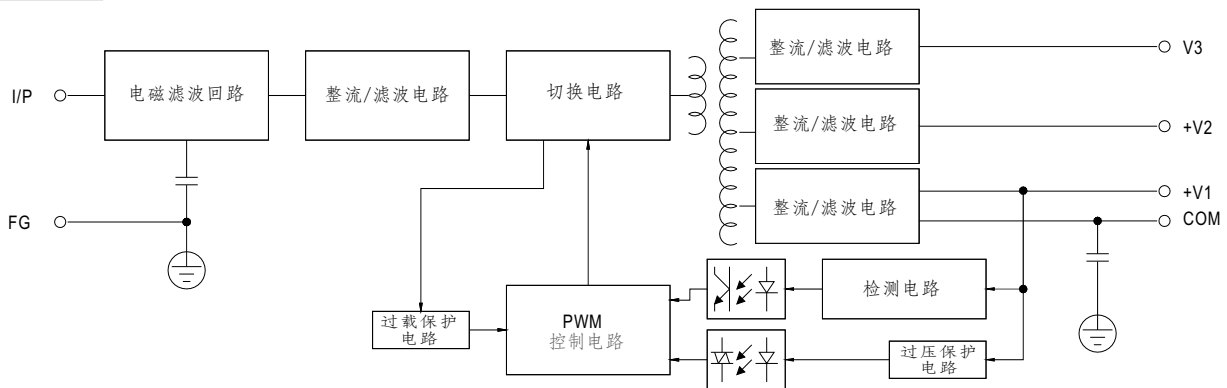 整流/滤波电路
V3
I/P
电磁滤波回路
整流/滤波电路
切换电路
整流/滤波电路
+V2
整流/滤波电路
+V1
FG
COM
检测电路
过载保护
电路
PWM
控制电路
过压保护
电路